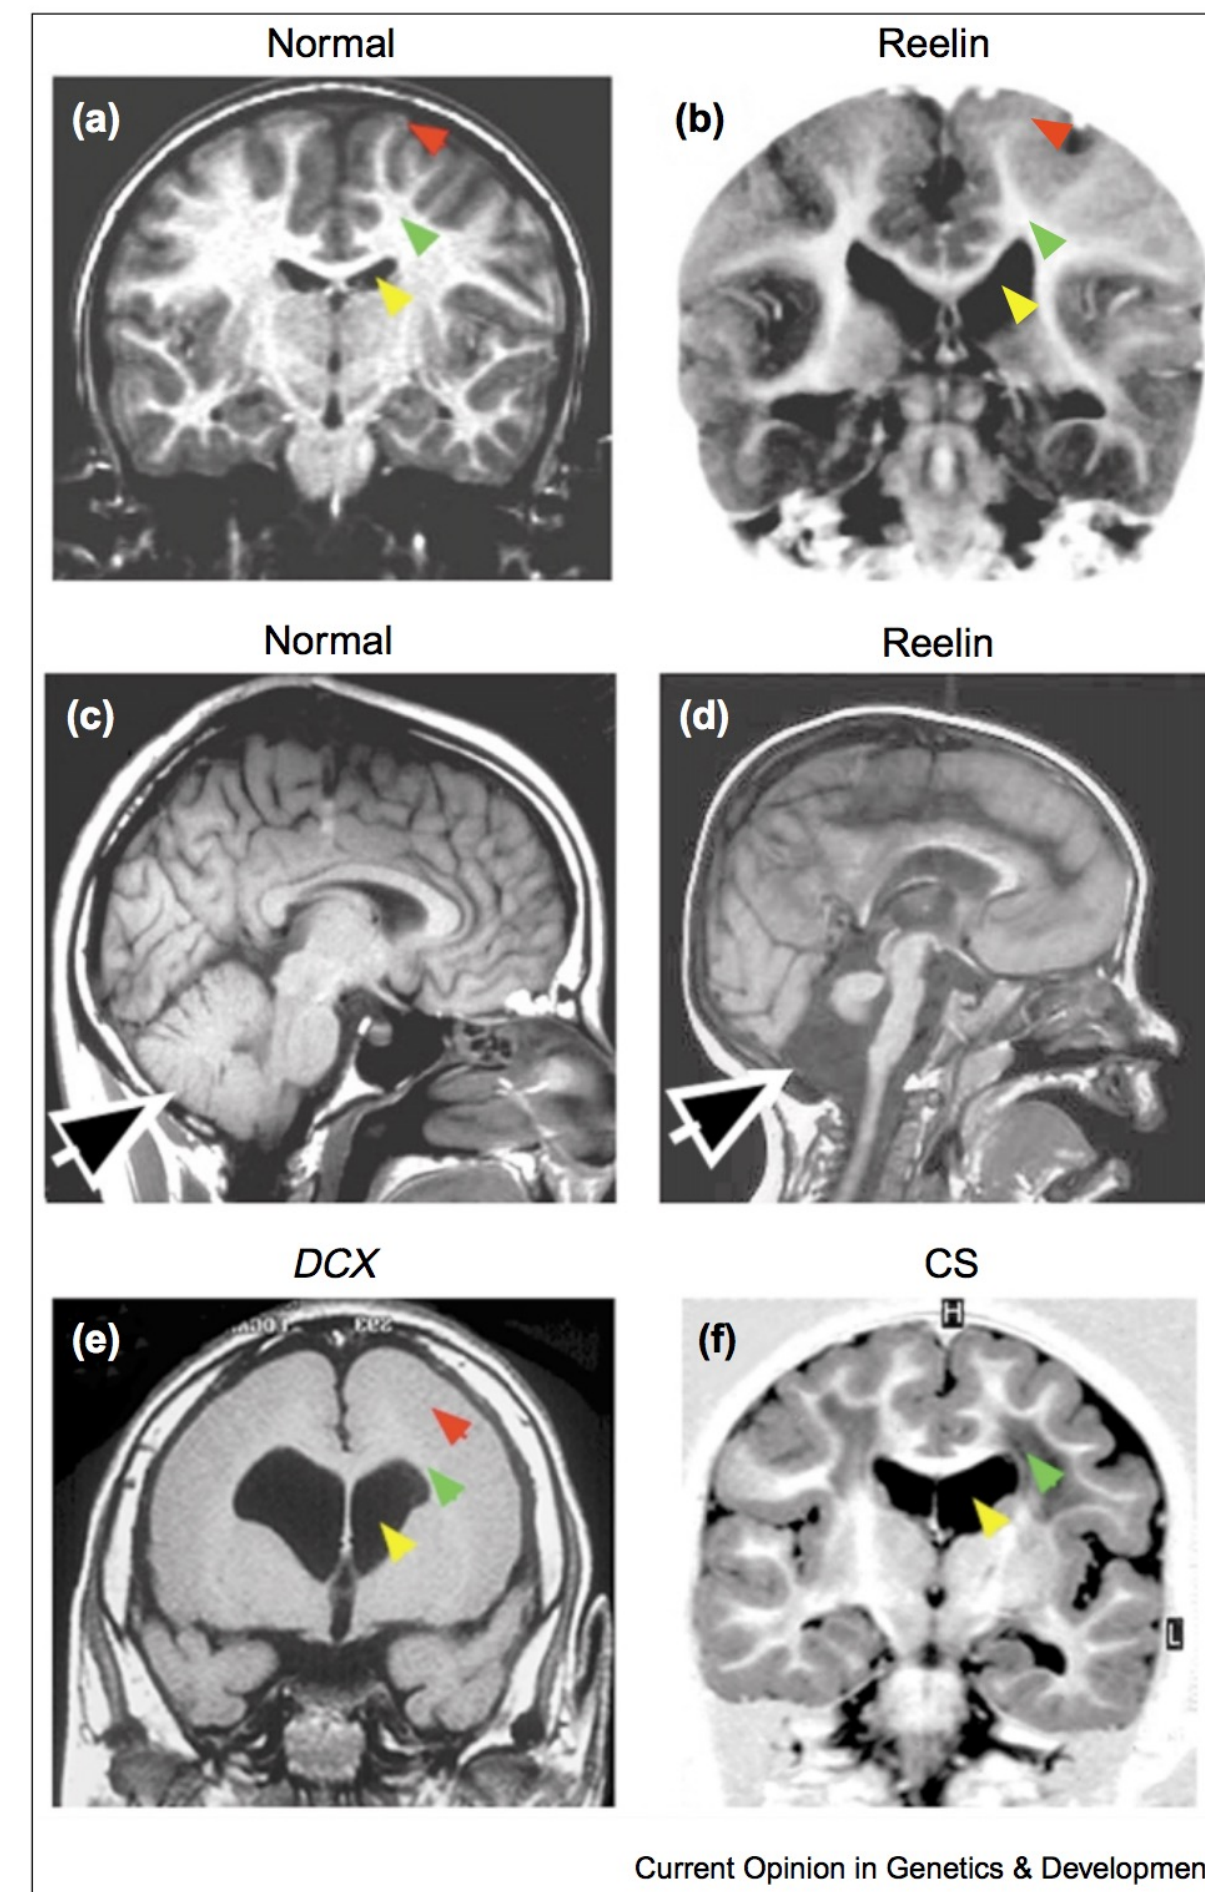 Normal
Reelin
(a)
(b)
Normal
Reelin
(c)
(d)
DCX
CS
(e)
(f)
H
L
Current Opinion in Genetics & Developmen